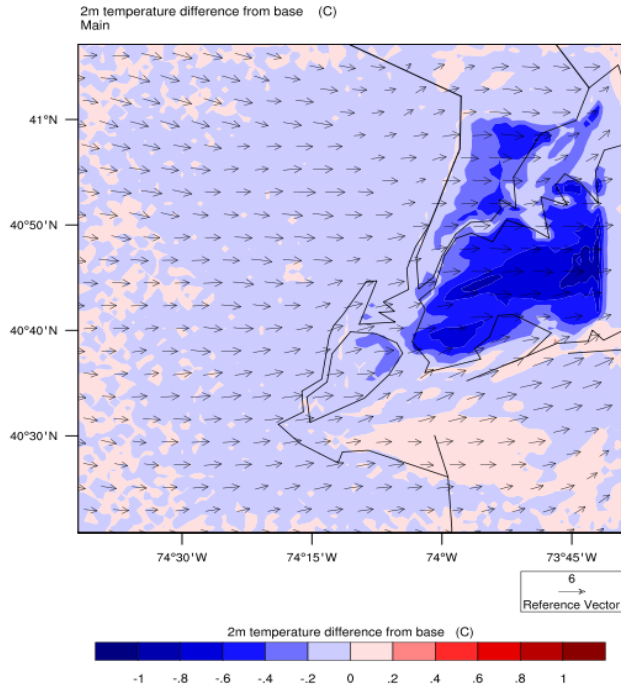 2m temperature difference from base (C)
Main
41°N
40°50'N
40°40'N
40°30'N
74°30'W 74°15'W 74°W 73°45'W
6
Reference Vector
2m temperature difference from base (C)
-1 -.8 -.6 -.4 -.2 0 .2 .4 .6 .8 1